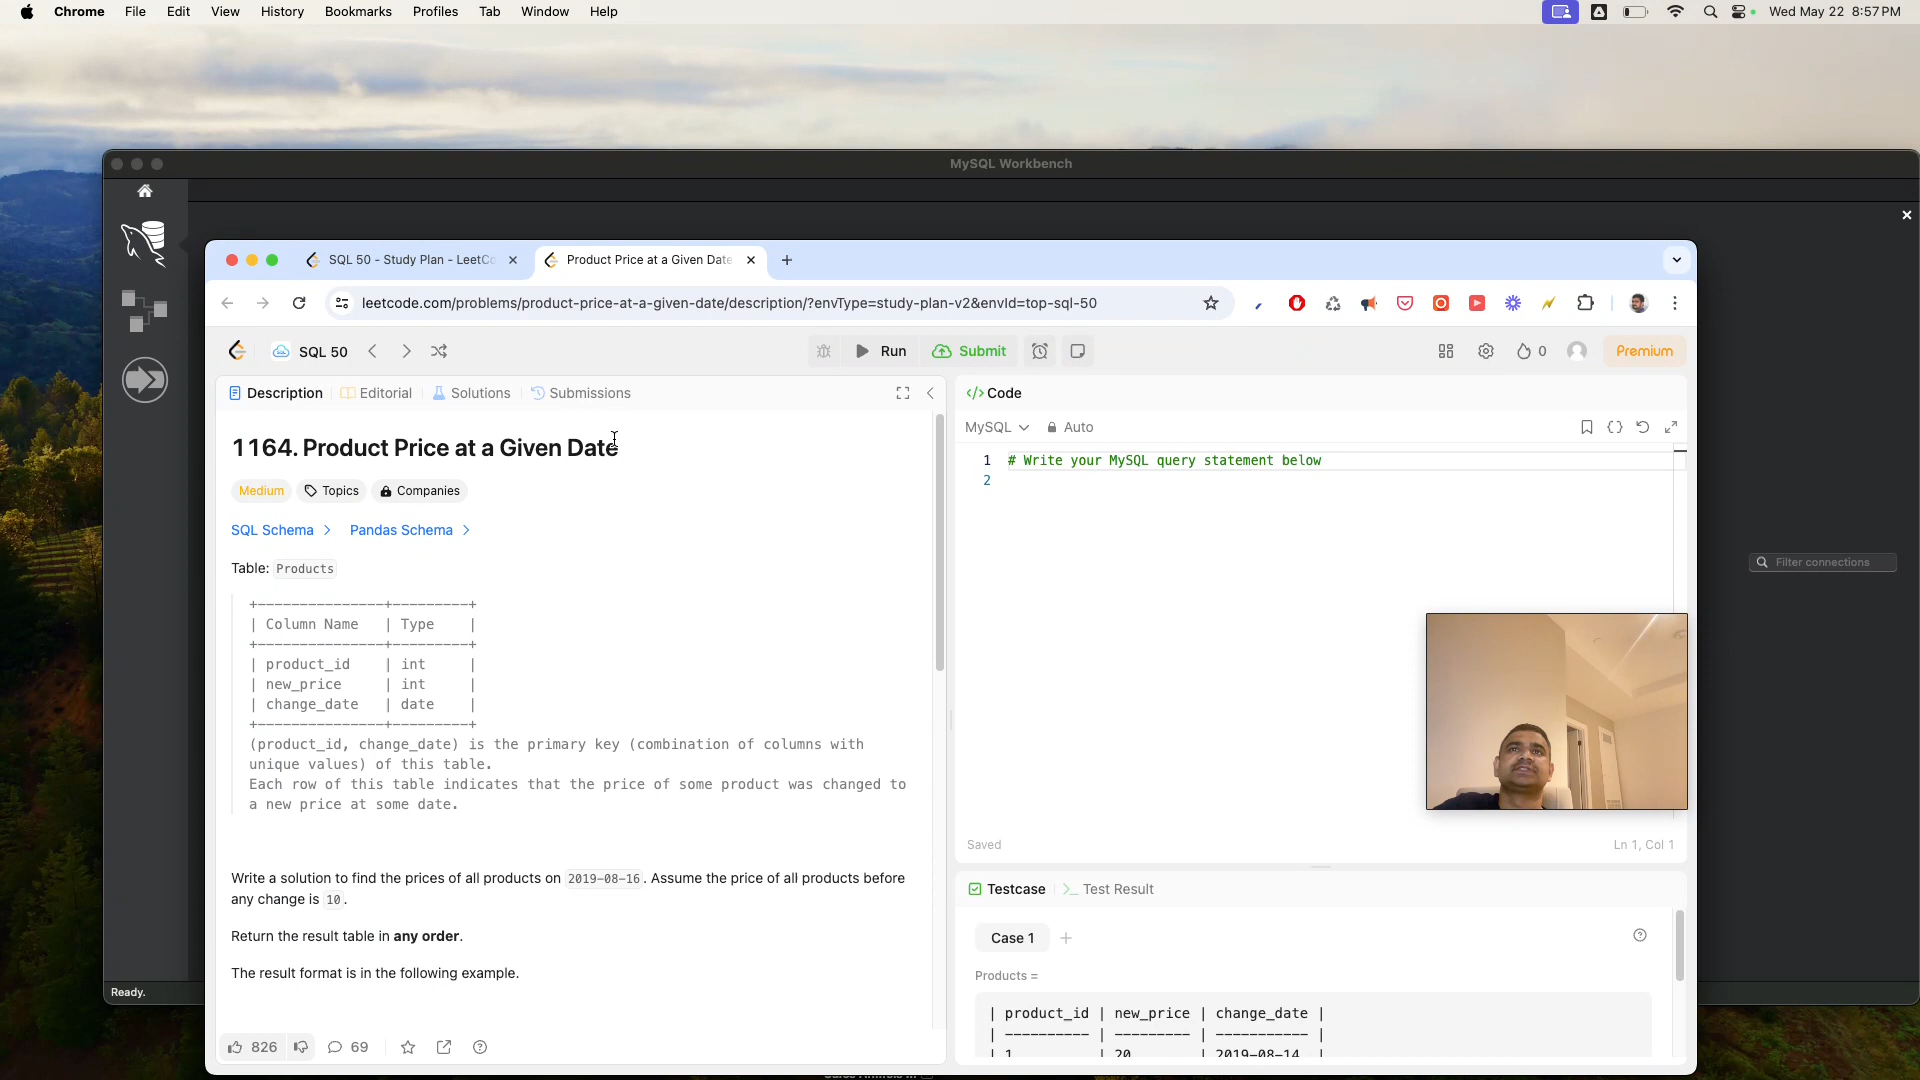 Chrome File Edit View History Bookmarks Profiles Tab Window Help
Wed May 22 8:57 PM
MySQL Workbench
SQL 50 - Study Plan - LeetCo
Product Price at a Given Date
leetcode.com/problems/product-price-at-a-given-date/description/?envType=study-plan-v2&envId=top-sql-50
SQL 50
Run
Submit
0
Premium
Description
Editorial
Solutions
Submissions
</> Code
1164. Product Price at a Given Date
MySQL
Auto
1 # Write your MySQL query statement below
2
Medium
Topics
Companies
SQL Schema >
Pandas Schema >
Table: Products
+---------------+---------+
| Column Name | Type |
+---------------+---------+
| product_id | int |
| new_price | int |
| change_date | date |
+---------------+---------+
(product_id, change_date) is the primary key (combination of columns with
unique values) of this table.
Each row of this table indicates that the price of some product was changed to
a new price at some date.
Filter connections
Write a solution to find the prices of all products on 2019-08-16. Assume the price of all products before
any change is 10.
Return the result table in any order.
The result format is in the following example.
Saved
Ln 1, Col 1
Testcase
>_ Test Result
Case 1
Products =
| product_id | new_price | change_date |
| ---------- | --------- | ----------- |
| 1 | 20 | 2019-08-14 |
826
69
Ready.